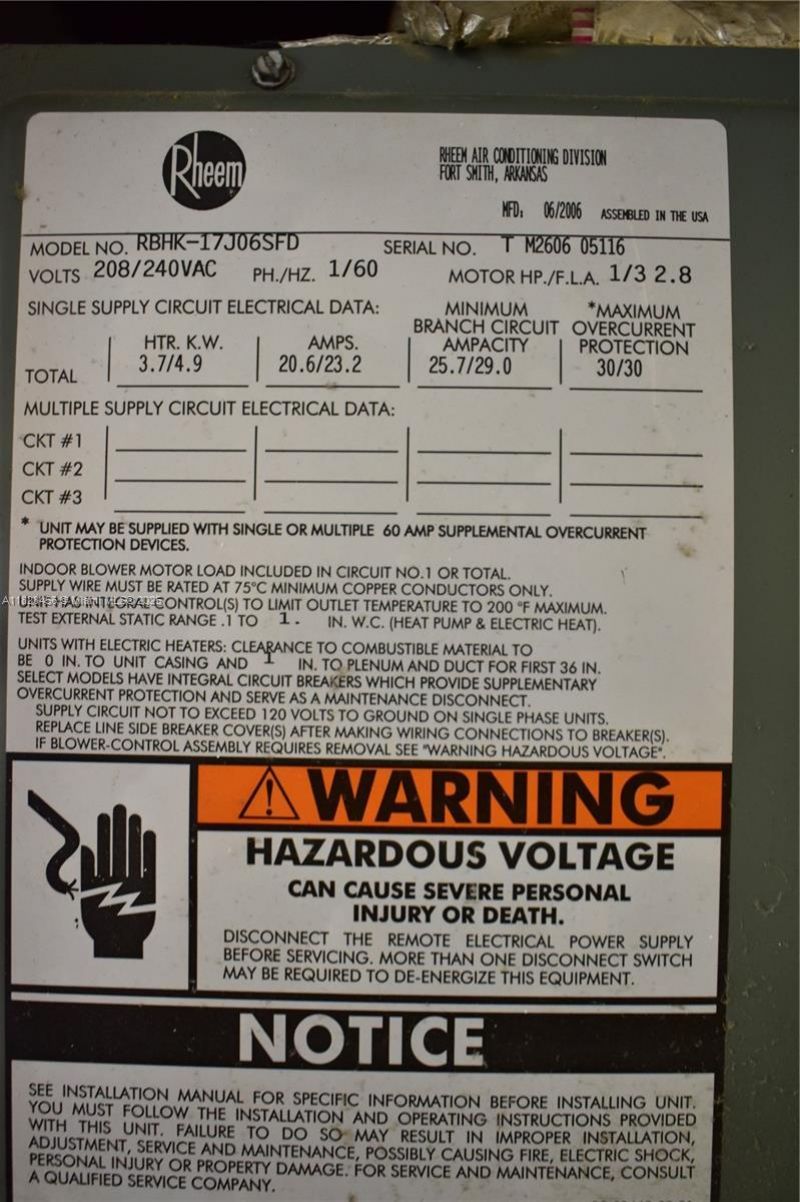 Rheem
RHEEM AIR CONDITIONING DIVISION
FORT SMITH, ARKANSAS
MFD: 06/2006 ASSEMBLED IN THE USA
MODEL NO. RBHK-17J06SFD SERIAL NO. T M2606 05116
VOLTS 208/240VAC PH./HZ. 1/60 MOTOR HP./F.L.A. 1/3 2.8
SINGLE SUPPLY CIRCUIT ELECTRICAL DATA:
MINIMUM *MAXIMUM
BRANCH CIRCUIT OVERCURRENT
HTR. K.W. AMPS. AMPACITY PROTECTION
TOTAL 3.7/4.9 20.6/23.2 25.7/29.0 30/30
MULTIPLE SUPPLY CIRCUIT ELECTRICAL DATA:
CKT #1
CKT #2
CKT #3
* UNIT MAY BE SUPPLIED WITH SINGLE OR MULTIPLE 60 AMP SUPPLEMENTAL OVERCURRENT
PROTECTION DEVICES.
INDOOR BLOWER MOTOR LOAD INCLUDED IN CIRCUIT NO.1 OR TOTAL.
SUPPLY WIRE MUST BE RATED AT 75°C MINIMUM COPPER CONDUCTORS ONLY.
UNIT HAS INTEGRAL CONTROL(S) TO LIMIT OUTLET TEMPERATURE TO 200 °F MAXIMUM.
TEST EXTERNAL STATIC RANGE .1 TO 1. IN. W.C. (HEAT PUMP & ELECTRIC HEAT).
UNITS WITH ELECTRIC HEATERS: CLEARANCE TO COMBUSTIBLE MATERIAL TO
BE 0 IN. TO UNIT CASING AND 1 IN. TO PLENUM AND DUCT FOR FIRST 36 IN.
SELECT MODELS HAVE INTEGRAL CIRCUIT BREAKERS WHICH PROVIDE SUPPLEMENTARY
OVERCURRENT PROTECTION AND SERVE AS A MAINTENANCE DISCONNECT.
SUPPLY CIRCUIT NOT TO EXCEED 120 VOLTS TO GROUND ON SINGLE PHASE UNITS.
REPLACE LINE SIDE BREAKER COVER(S) AFTER MAKING WIRING CONNECTIONS TO BREAKER(S).
IF BLOWER-CONTROL ASSEMBLY REQUIRES REMOVAL SEE "WARNING HAZARDOUS VOLTAGE".
WARNING
HAZARDOUS VOLTAGE
CAN CAUSE SEVERE PERSONAL
INJURY OR DEATH.
DISCONNECT THE REMOTE ELECTRICAL POWER SUPPLY
BEFORE SERVICING. MORE THAN ONE DISCONNECT SWITCH
MAY BE REQUIRED TO DE-ENERGIZE THIS EQUIPMENT.
NOTICE
SEE INSTALLATION MANUAL FOR SPECIFIC INFORMATION BEFORE INSTALLING UNIT.
YOU MUST FOLLOW THE INSTALLATION AND OPERATING INSTRUCTIONS PROVIDED
WITH THIS UNIT. FAILURE TO DO SO MAY RESULT IN IMPROPER INSTALLATION,
ADJUSTMENT, SERVICE AND MAINTENANCE, POSSIBLY CAUSING FIRE, ELECTRIC SHOCK,
PERSONAL INJURY OR PROPERTY DAMAGE. FOR SERVICE AND MAINTENANCE, CONSULT
A QUALIFIED SERVICE COMPANY.